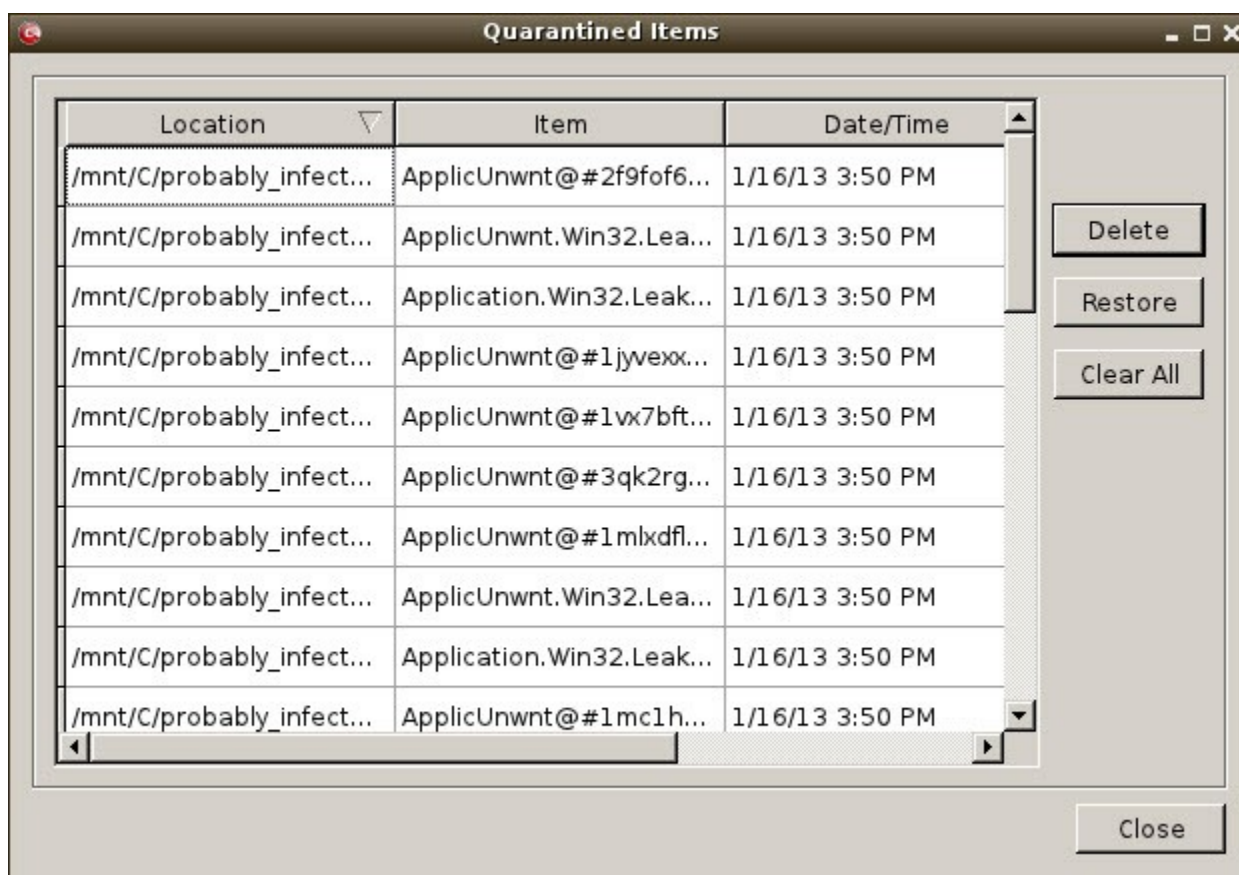 Quarantined Items
Location Item Date/Time
/mnt/C/probably_infect... ApplicUnwnt@#2f9fof6... 1/16/13 3:50 PM
/mnt/C/probably_infect... ApplicUnwnt.Win32.Lea... 1/16/13 3:50 PM
/mnt/C/probably_infect... Application.Win32.Leak... 1/16/13 3:50 PM
/mnt/C/probably_infect... ApplicUnwnt@#1jyvexx... 1/16/13 3:50 PM
/mnt/C/probably_infect... ApplicUnwnt@#1vx7bft... 1/16/13 3:50 PM
/mnt/C/probably_infect... ApplicUnwnt@#3qk2rg... 1/16/13 3:50 PM
/mnt/C/probably_infect... ApplicUnwnt@#1mlxdfl... 1/16/13 3:50 PM
/mnt/C/probably_infect... ApplicUnwnt.Win32.Lea... 1/16/13 3:50 PM
/mnt/C/probably_infect... Application.Win32.Leak... 1/16/13 3:50 PM
/mnt/C/probably_infect... ApplicUnwnt@#1mc1h... 1/16/13 3:50 PM
Delete
Restore
Clear All
Close